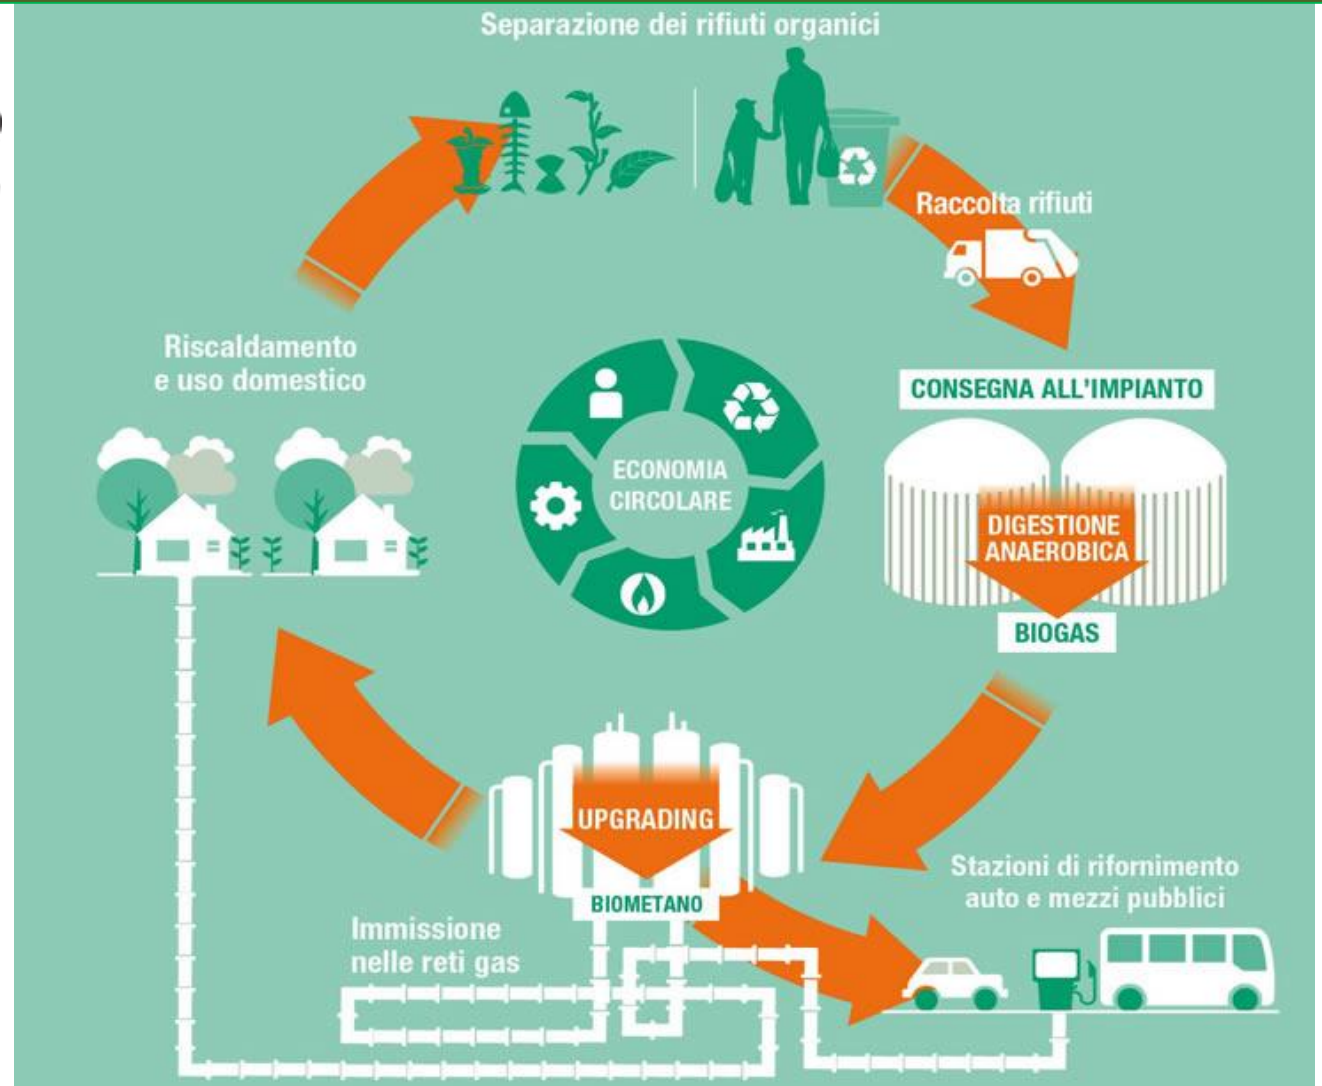 Separazione dei rifiuti organici
Raccolta rifiuti
CONSEGNA ALL'IMPIANTO
DIGESTIONE
ANAEROBICA
BIOGAS
Riscaldamento
e uso domestico
ECONOMIA
CIRCOLARE
UPGRADING
BIOMETANO
Stazioni di rifornimento
auto e mezzi pubblici
Immissione
nelle reti gas